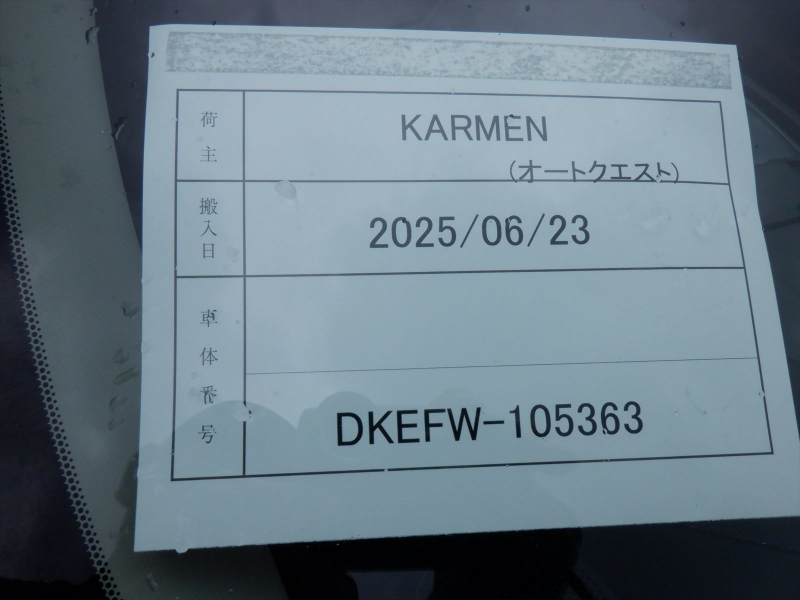 荷主
KARMEN
(オートクエスト)
搬入日
2025/06/23
車体番号
DKEFW-105363